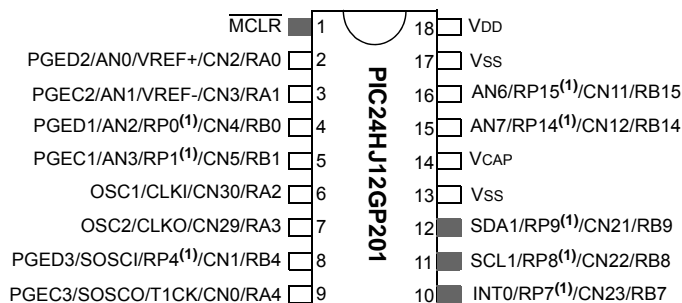 MCLR 1 18 VDD
PGED2/AN0/VREF+/CN2/RA0 2 17 VSS
PGEC2/AN1/VREF-/CN3/RA1 3 16 AN6/RP15(1)/CN11/RB15
PGED1/AN2/RP0(1)/CN4/RB0 4 15 AN7/RP14(1)/CN12/RB14
PGEC1/AN3/RP1(1)/CN5/RB1 5 14 VCAP
OSC1/CLKI/CN30/RA2 6 13 VSS
OSC2/CLKO/CN29/RA3 7 12 SDA1/RP9(1)/CN21/RB9
PGED3/SOSCI/RP4(1)/CN1/RB4 8 11 SCL1/RP8(1)/CN22/RB8
PGEC3/SOSCO/T1CK/CN0/RA4 9 10 INT0/RP7(1)/CN23/RB7
PIC24HJ12GP201